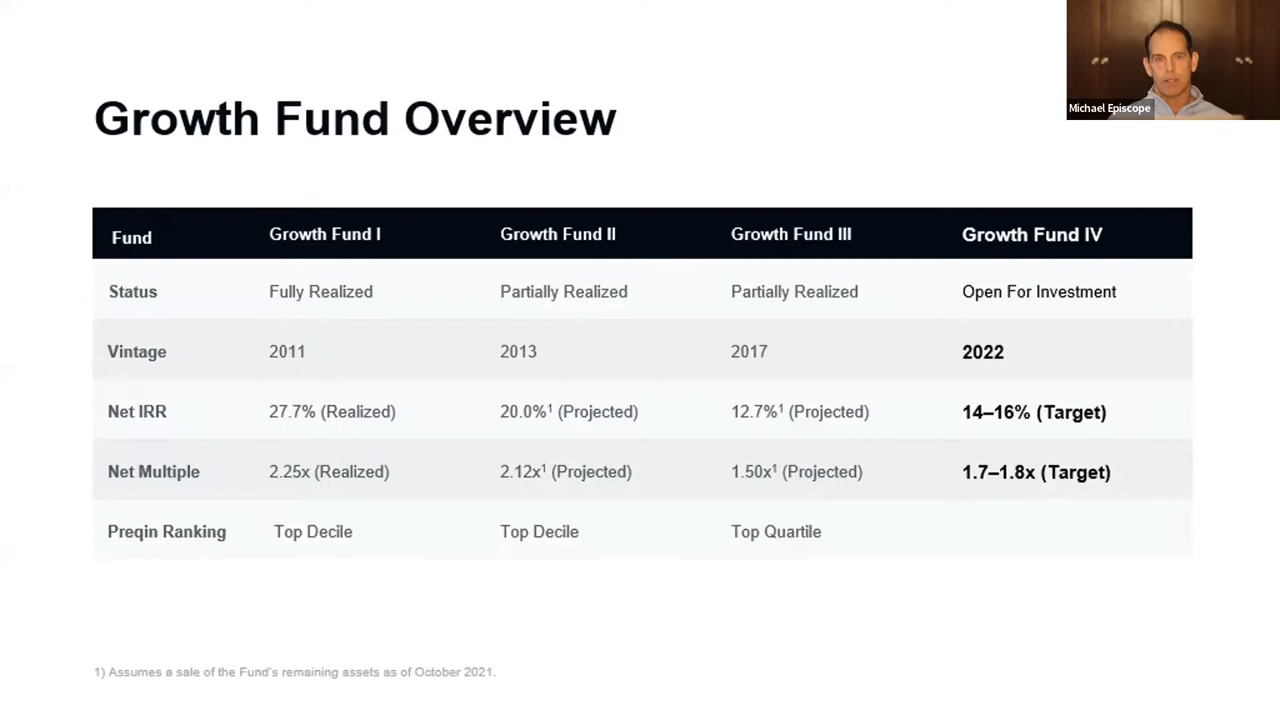 Michael Episcope
Growth Fund Overview
Fund Growth Fund I Growth Fund II Growth Fund III Growth Fund IV
Status Fully Realized Partially Realized Partially Realized Open For Investment
Vintage 2011 2013 2017 2022
Net IRR 27.7% (Realized) 20.0%¹ (Projected) 12.7%¹ (Projected) 14–16% (Target)
Net Multiple 2.25x (Realized) 2.12x¹ (Projected) 1.50x¹ (Projected) 1.7–1.8x (Target)
Preqin Ranking Top Decile Top Decile Top Quartile
1) Assumes a sale of the Fund's remaining assets as of October 2021.